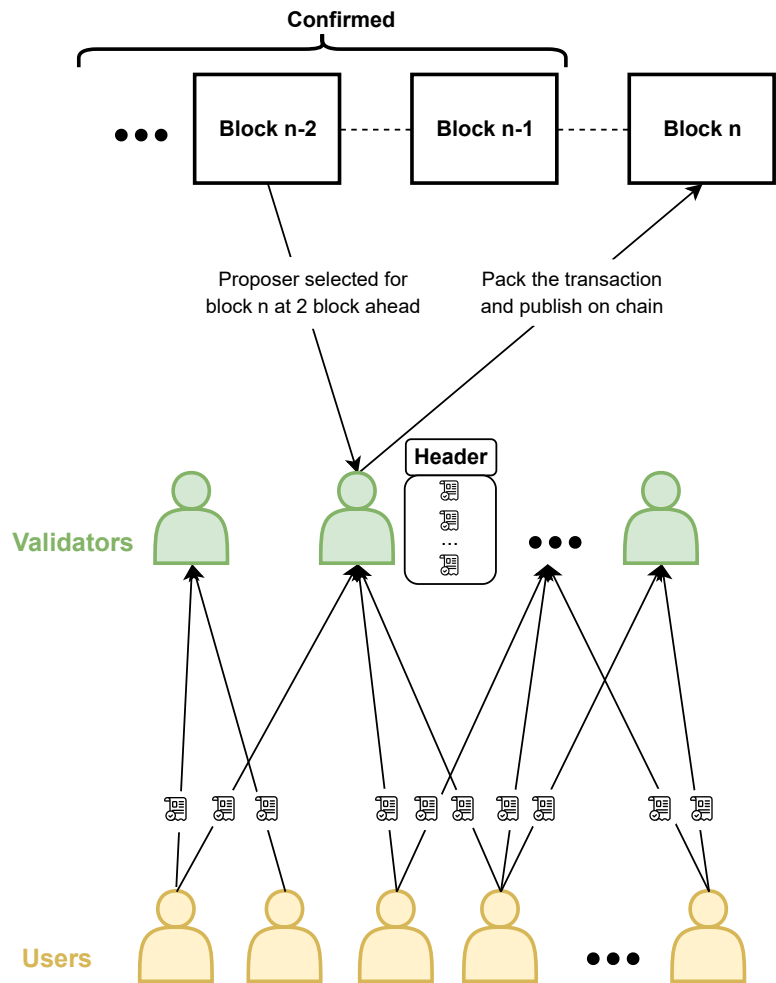 Confirmed
Block n-2
Block n-1
Block n
Proposer selected for
block n at 2 block ahead
Pack the transaction
and publish on chain
Header
...
Validators
Users